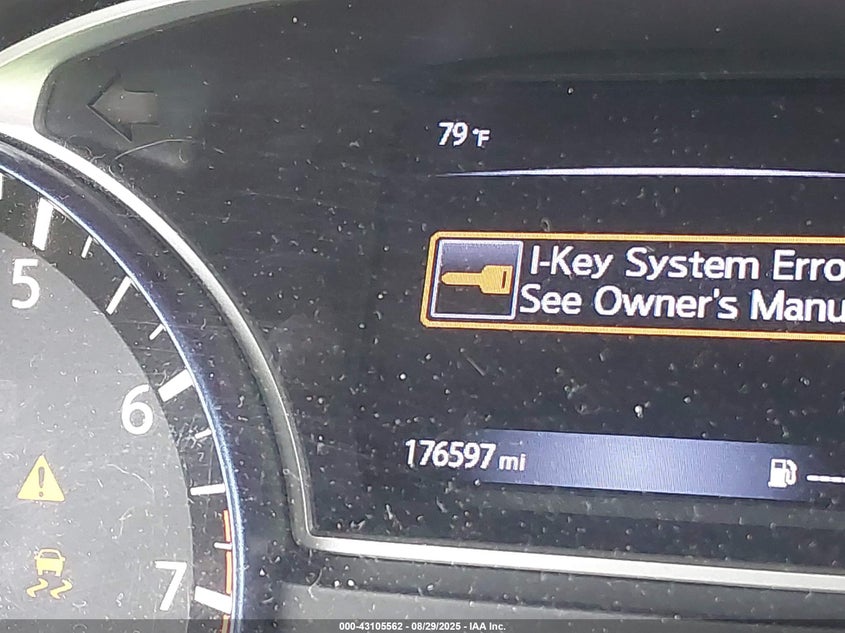 79 °F
I-Key System Erro
See Owner's Manu
5
6
176597 mi
7
000-43105562 - 08/29/2025 - IAA Inc.